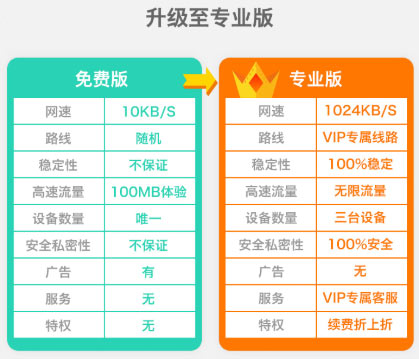 升级至专业版
免费版
网速 10KB/S
路线 随机
稳定性 不保证
高速流量 100MB体验
设备数量 唯一
安全私密性 不保证
广告 有
服务 无
特权 无
专业版
网速 1024KB/S
路线 VIP专属线路
稳定性 100%稳定
高速流量 无限流量
设备数量 三台设备
安全私密性 100%安全
广告 无
服务 VIP专属客服
特权 续费折上折